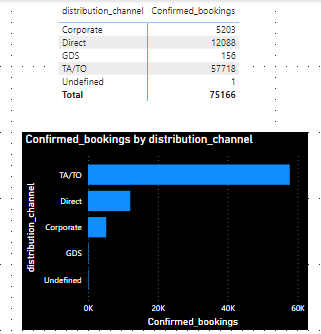 distribution_channel Confirmed_bookings
Corporate 5203
Direct 12088
GDS 156
TA/TO 57718
Undefined 1
Total 75166
Confirmed_bookings by distribution_channel
distribution_channel
TA/TO
Direct
Corporate
GDS
Undefined
0K 20K 40K 60K
Confirmed_bookings